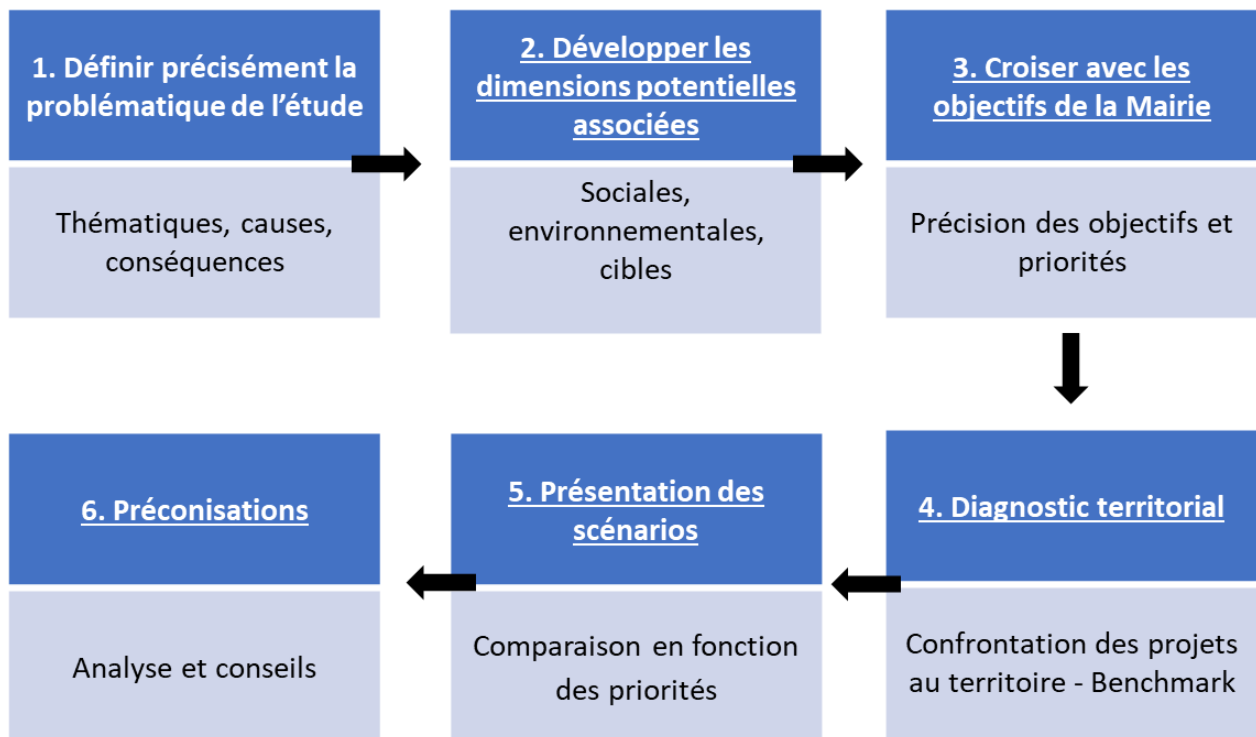 1. Définir précisément la
problématique de l’étude
Thématiques, causes,
conséquences
2. Développer les
dimensions potentielles
associées
Sociales,
environnementales,
cibles
3. Croiser avec les
objectifs de la Mairie
Précision des objectifs et
priorités
4. Diagnostic territorial
Confrontation des projets
au territoire - Benchmark
5. Présentation des
scénarios
Comparaison en fonction
des priorités
6. Préconisations
Analyse et conseils